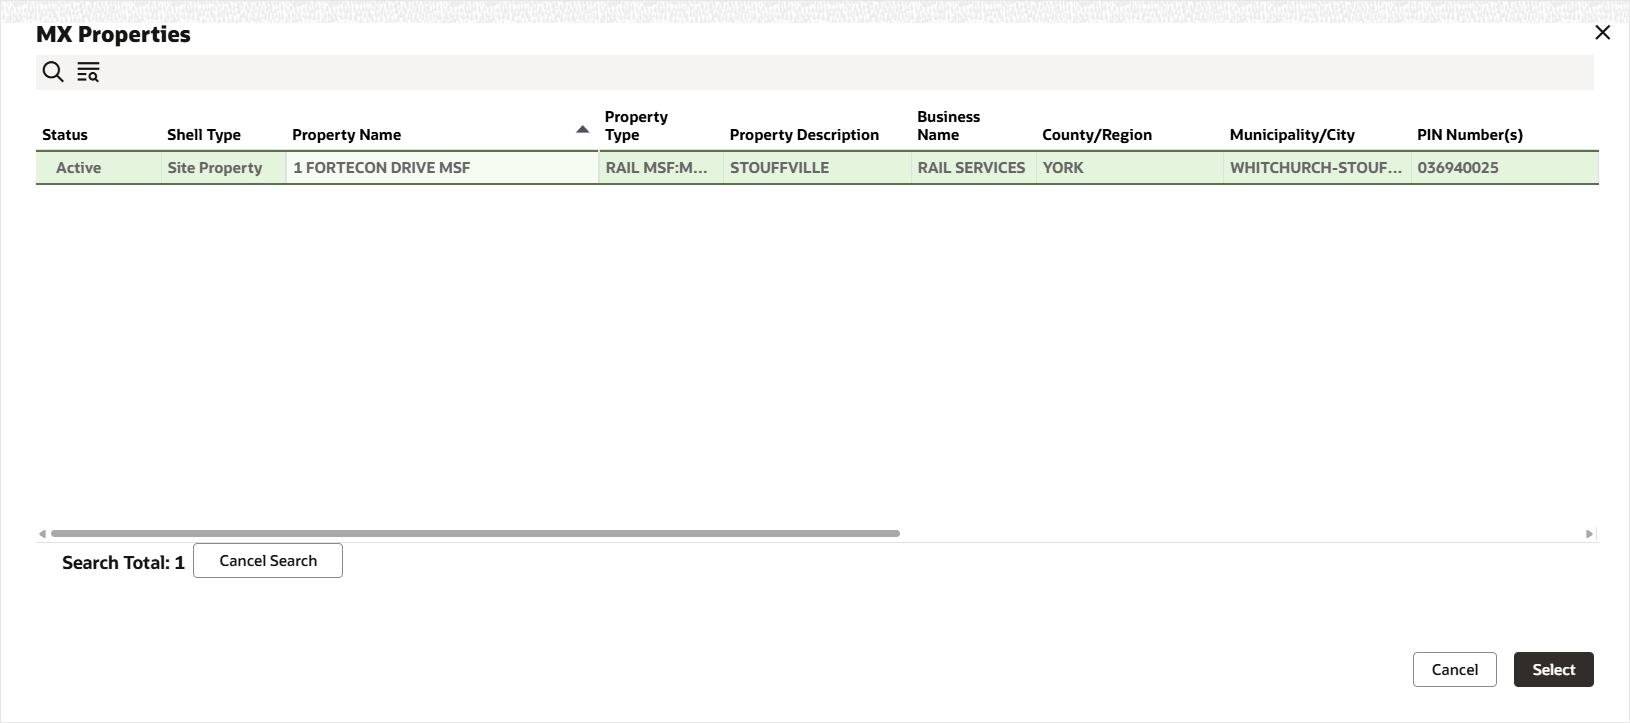 MX Properties
Status Shell Type Property Name Property Type Property Description Business Name County/Region Municipality/City PIN Number(s)
Active Site Property 1 FORTECON DRIVE MSF RAIL MSF:M... STOUFFVILLE RAIL SERVICES YORK WHITCHURCH-STOUF... 036940025
Search Total: 1 Cancel Search
Cancel Select